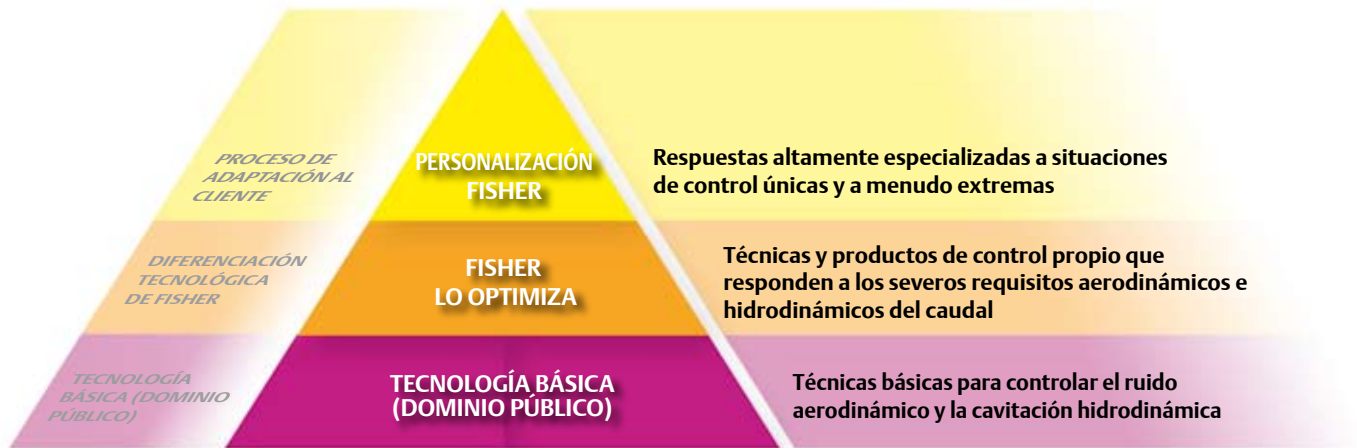 PROCESO DE
ADAPTACIÓN AL
CLIENTE
PERSONALIZACIÓN
FISHER
Respuestas altamente especializadas a situaciones
de control únicas y a menudo extremas
DIFERENCIACIÓN
TECNOLÓGICA
DE FISHER
FISHER
LO OPTIMIZA
Técnicas y productos de control propio que
responden a los severos requisitos aerodinámicos e
hidrodinámicos del caudal
TECNOLOGÍA
BÁSICA (DOMINIO
PÚBLICO)
TECNOLOGÍA BÁSICA
(DOMINIO PÚBLICO)
Técnicas básicas para controlar el ruido
aerodinámico y la cavitación hidrodinámica